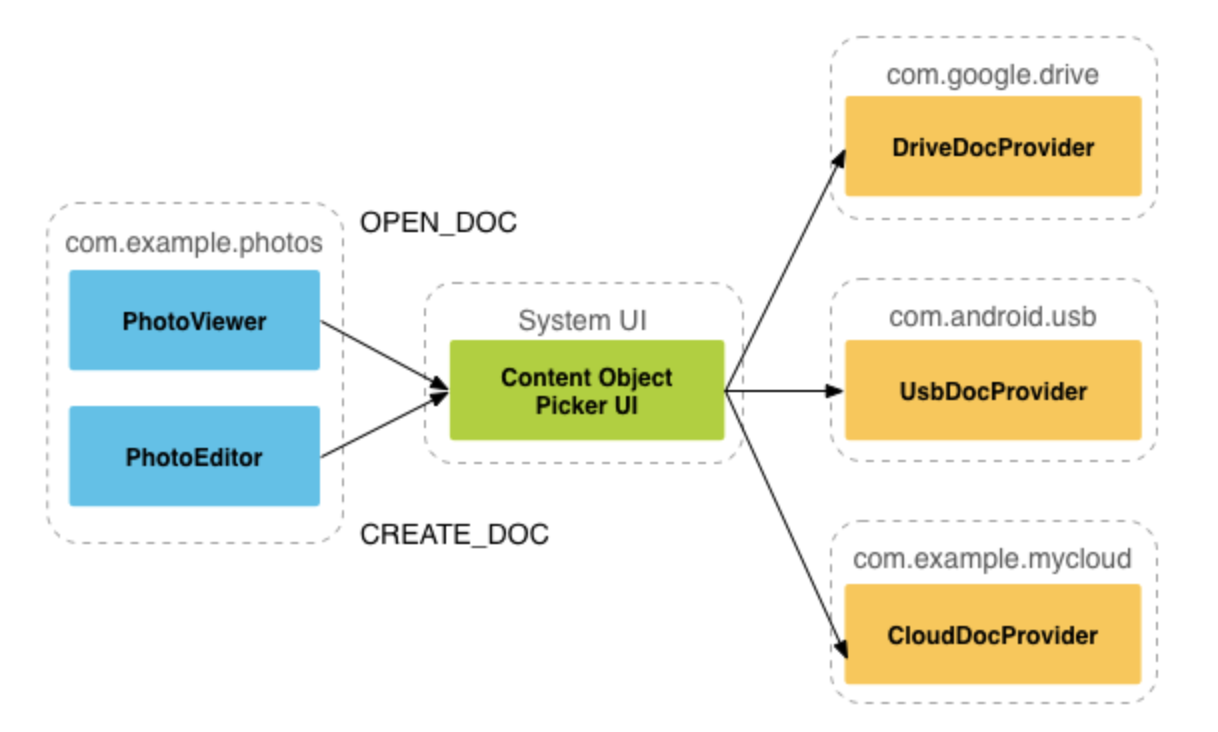 com.example.photos
PhotoViewer
PhotoEditor
OPEN_DOC
CREATE_DOC
System UI
Content Object
Picker UI
com.google.drive
DriveDocProvider
com.android.usb
UsbDocProvider
com.example.mycloud
CloudDocProvider